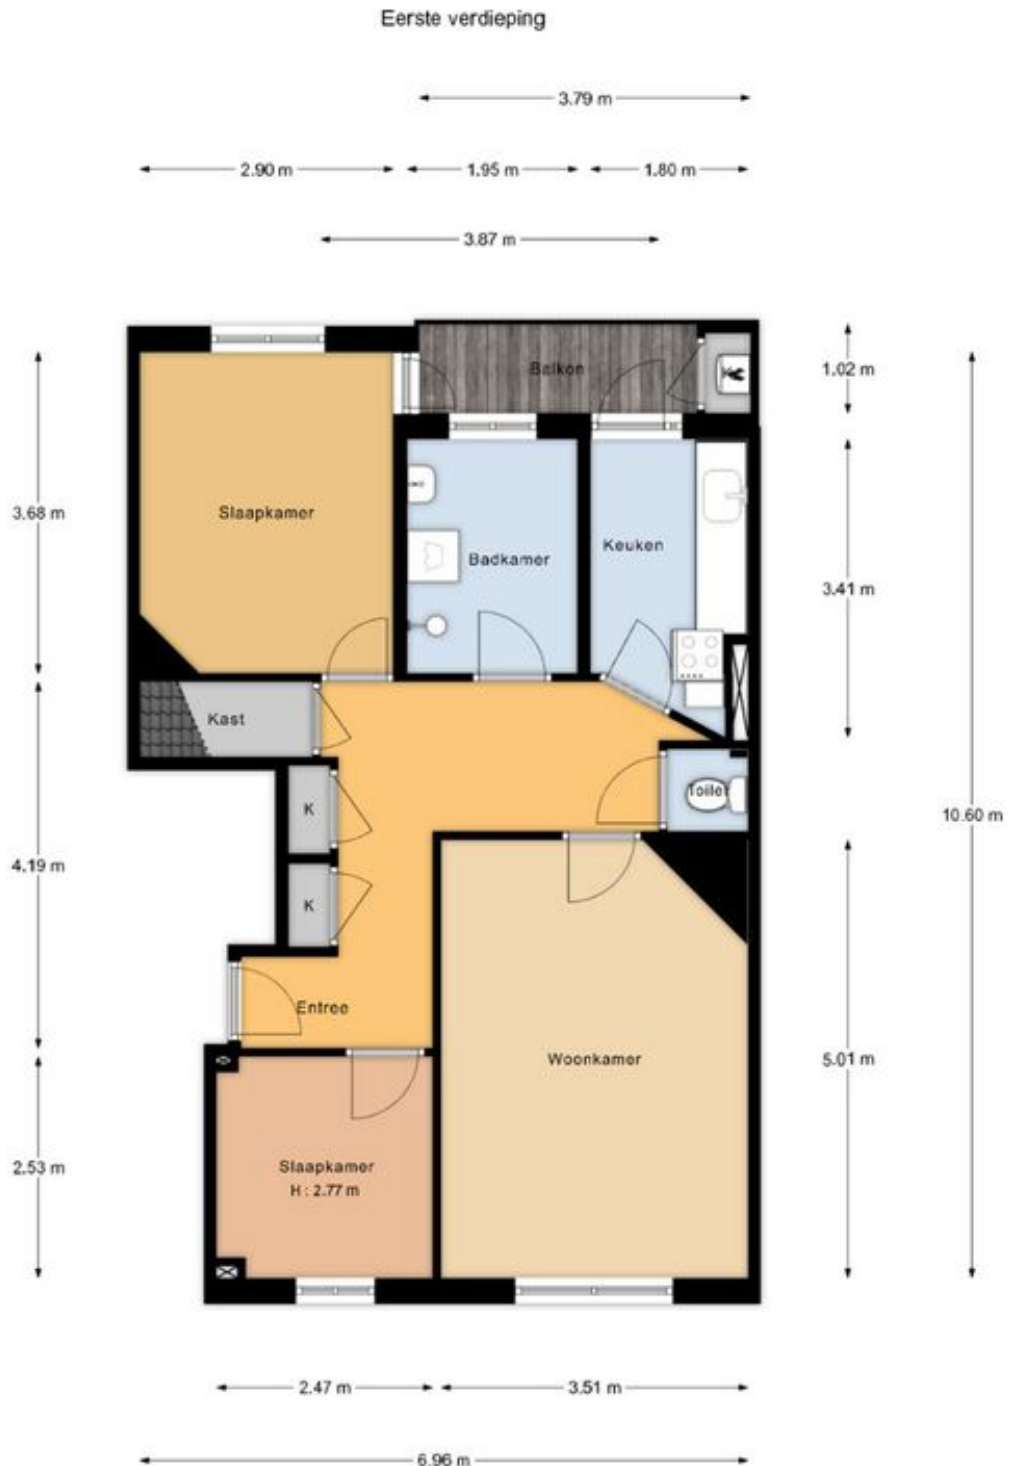 Eerste verdieping
3.79 m
2.90 m
1.95 m
1.80 m
3.87 m
Balkon
1.02 m
3.68 m
Slaapkamer
Badkamer
Keuken
3.41 m
Kast
Toilet
K
10.60 m
4.19 m
K
Entree
Woonkamer
5.01 m
2.53 m
Slaapkamer
H : 2.77 m
2.47 m
3.51 m
6.96 m